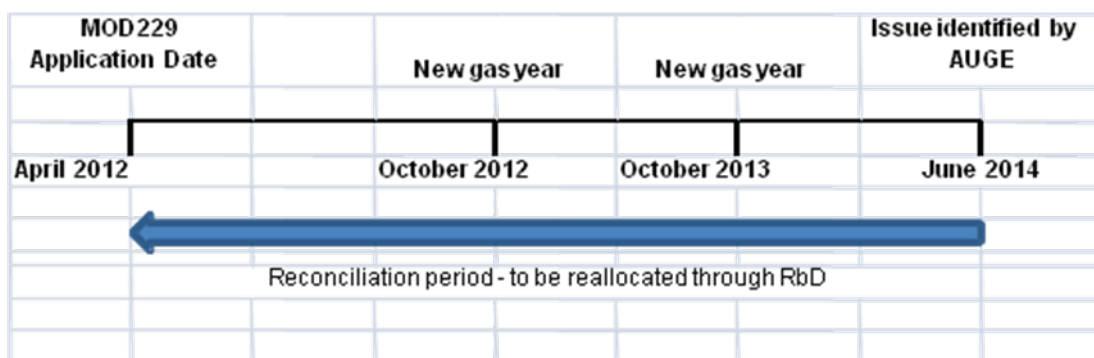 MOD229
Application Date
New gas year
New gas year
Issue identified by
AUGE
April 2012
October 2012
October 2013
June 2014
Reconciliation period - to be reallocated through RbD